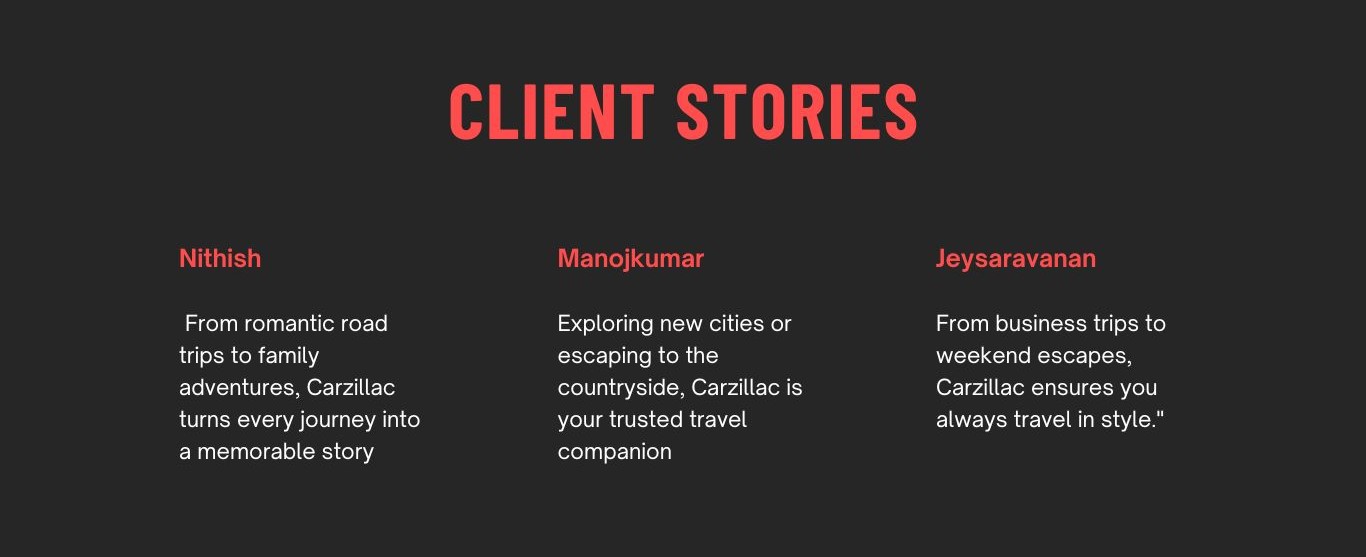 CLIENT STORIES
Nithish
From romantic road
trips to family
adventures, Carzillac
turns every journey into
a memorable story
Manojkumar
Exploring new cities or
escaping to the
countryside, Carzillac is
your trusted travel
companion
Jeysaravanan
From business trips to
weekend escapes,
Carzillac ensures you
always travel in style."